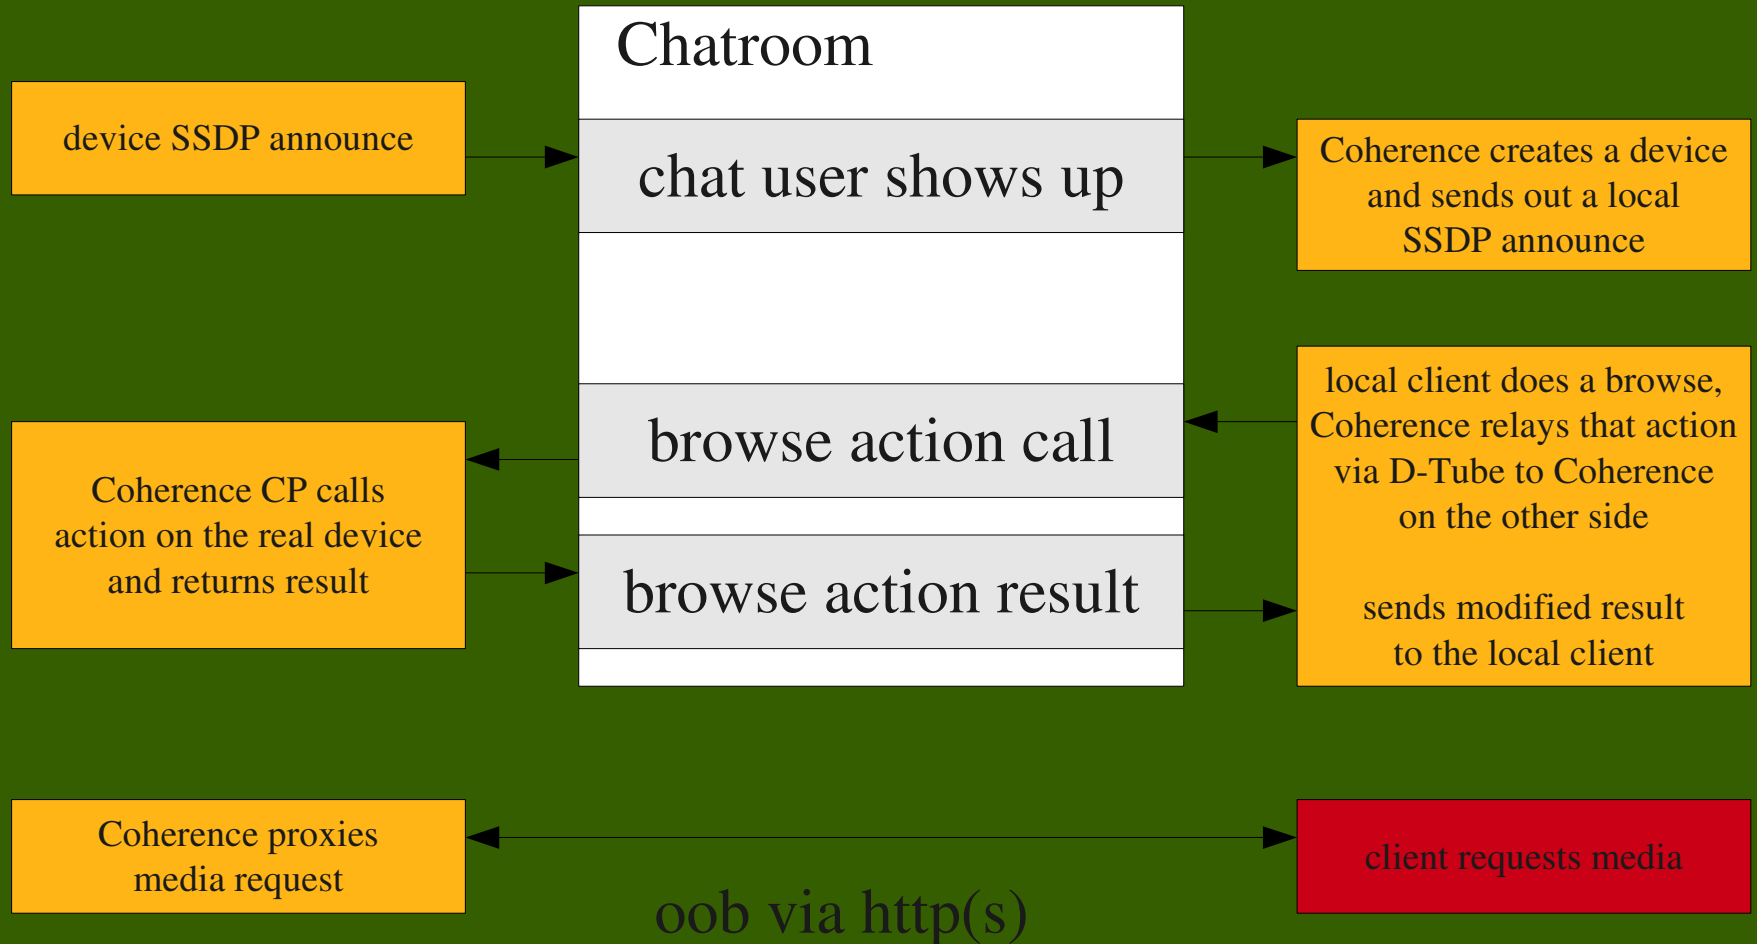 Chatroom
device SSDP announce
chat user shows up
Coherence creates a device
and sends out a local
SSDP announce
browse action call
local client does a browse,
Coherence relays that action
via D-Tube to Coherence
on the other side
Coherence CP calls
action on the real device
and returns result
browse action result
sends modified result
to the local client
Coherence proxies
media request
client requests media
oob via http(s)